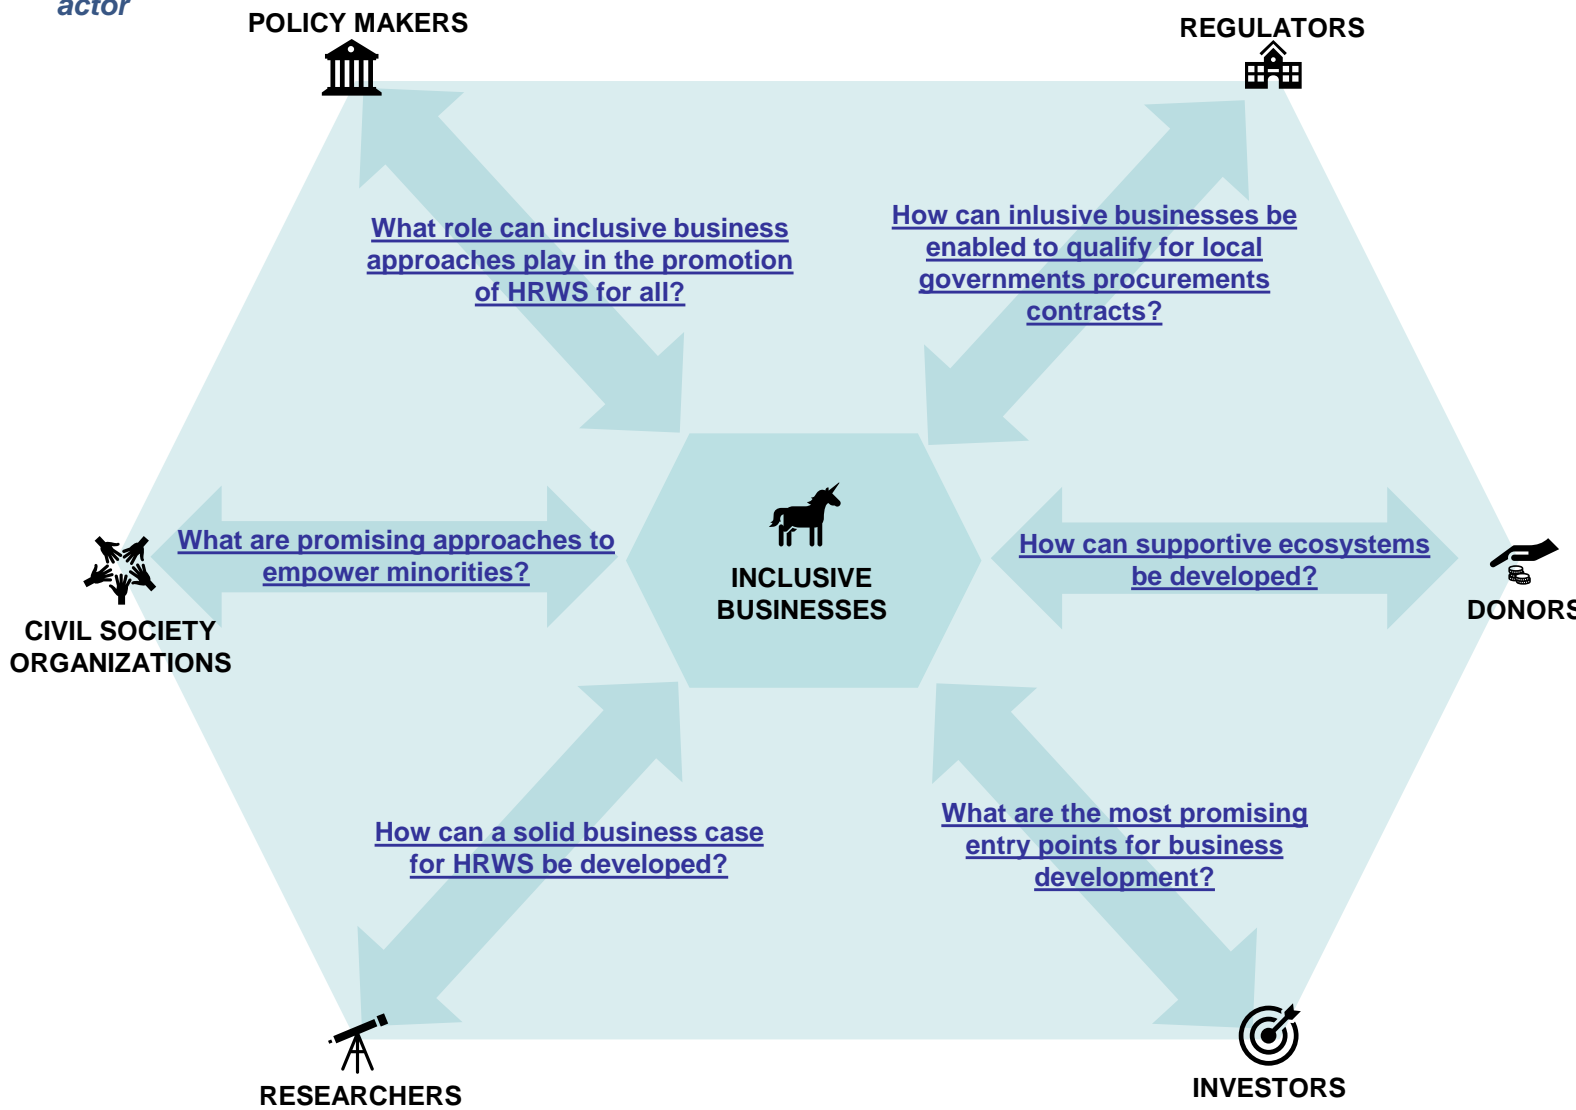 actor
POLICY MAKERS
REGULATORS
What role can inclusive business
approaches play in the promotion
of HRWS for all?
How can inlusive businesses be
enabled to qualify for local
governments procurements
contracts?
What are promising approaches to
empower minorities?
INCLUSIVE
BUSINESSES
How can supportive ecosystems
be developed?
CIVIL SOCIETY
ORGANIZATIONS
DONORS
How can a solid business case
for HRWS be developed?
What are the most promising
entry points for business
development?
RESEARCHERS
INVESTORS